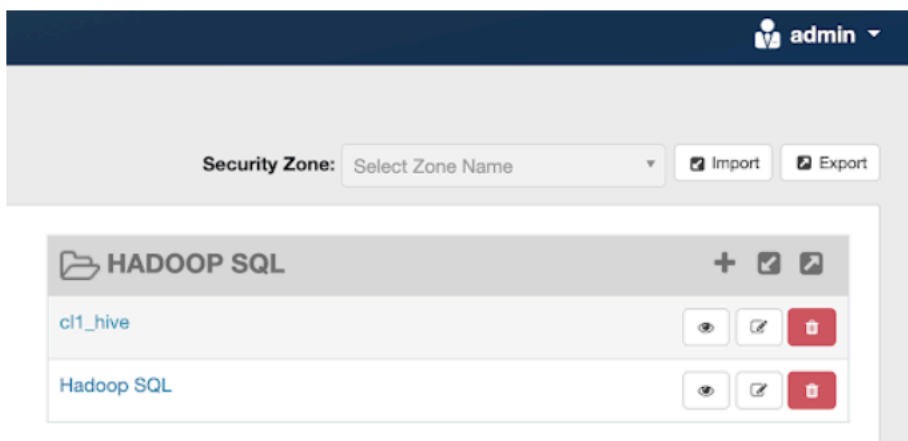 admin
Security Zone: Select Zone Name Import Export
HADOOP SQL
cl1_hive
Hadoop SQL